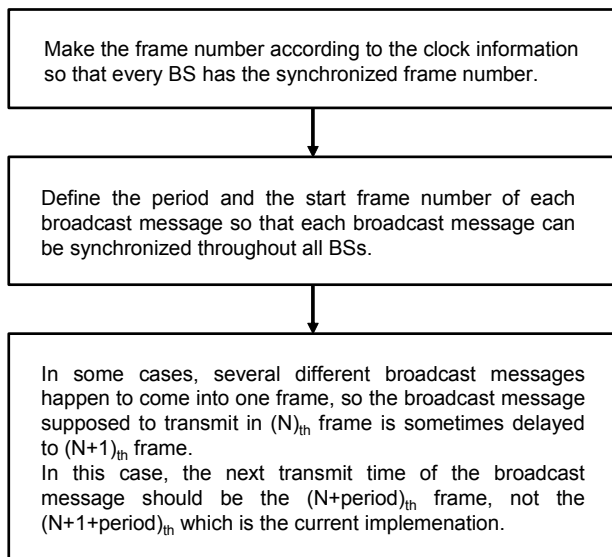 Make the frame number according to the clock information
so that every BS has the synchronized frame number.
Define the period and the start frame number of each
broadcast message so that each broadcast message can
be synchronized throughout all BSs.
In some cases, several different broadcast messages
happen to come into one frame, so the broadcast message
supposed to transmit in (N)th frame is sometimes delayed
to (N+1)th frame.
In this case, the next transmit time of the broadcast
message should be the (N+period)th frame, not the
(N+1+period)th which is the current implemenation.